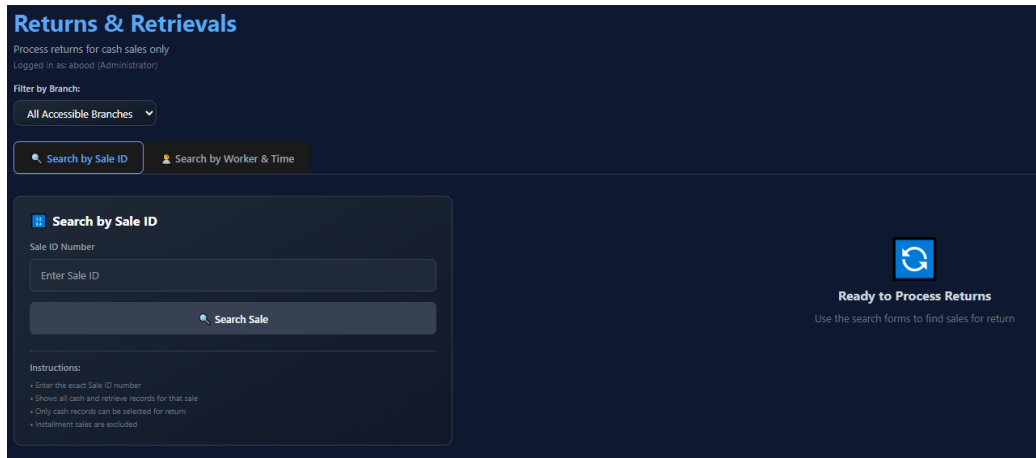 Returns & Retrievals
Process returns for cash sales only
Logged in as: abood (Administrator)
Filter by Branch:
All Accessible Branches
Search by Sale ID
Search by Worker & Time
Search by Sale ID
Sale ID Number
Enter Sale ID
Search Sale
Instructions:
• Enter the exact Sale ID number
• Shows all cash and retrieve records for that sale
• Only cash records can be selected for return
• Installment sales are excluded
Ready to Process Returns
Use the search forms to find sales for return